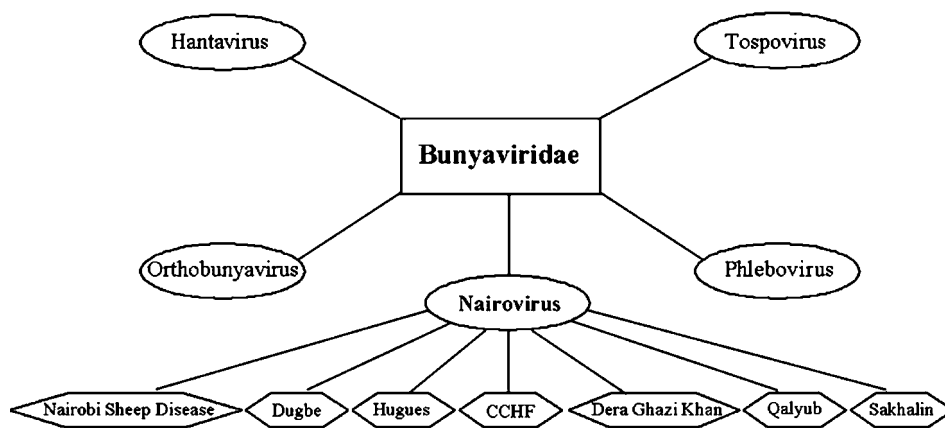 Hantavirus
Tospovirus
Bunyaviridae
Orthobunyavirus
Phlebovirus
Nairovirus
Nairobi Sheep Disease
Dugbe
Hugues
CCHF
Dera Ghazi Khan
Qalyub
Sakhalin